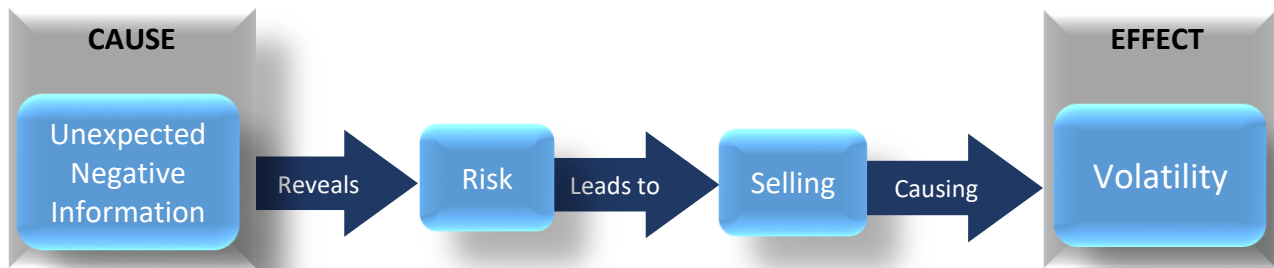 CAUSE
Unexpected
Negative
Information
Reveals
Risk
Leads to
Selling
Causing
EFFECT
Volatility